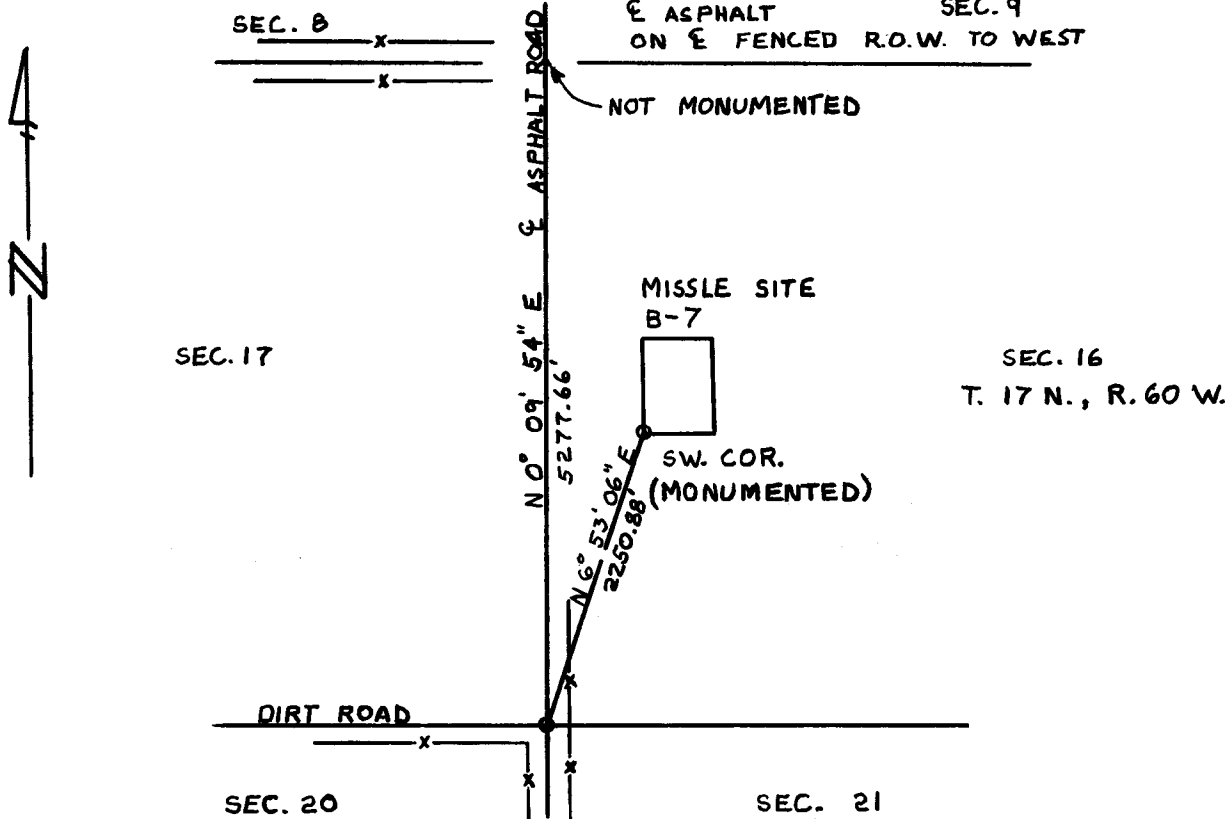 SEC. 8
℄ ASPHALT
SEC. 9
ON ℄ FENCED R.O.W. TO WEST
NOT MONUMENTED
℄ ASPHALT ROAD
N
MISSLE SITE
B-7
SEC. 17
SEC. 16
T. 17 N., R. 60 W.
N 0° 09' 54" E
5277.66'
SW. COR.
(MONUMENTED)
N 6° 53' 06" E
2250.88'
DIRT ROAD
SEC. 20
SEC. 21